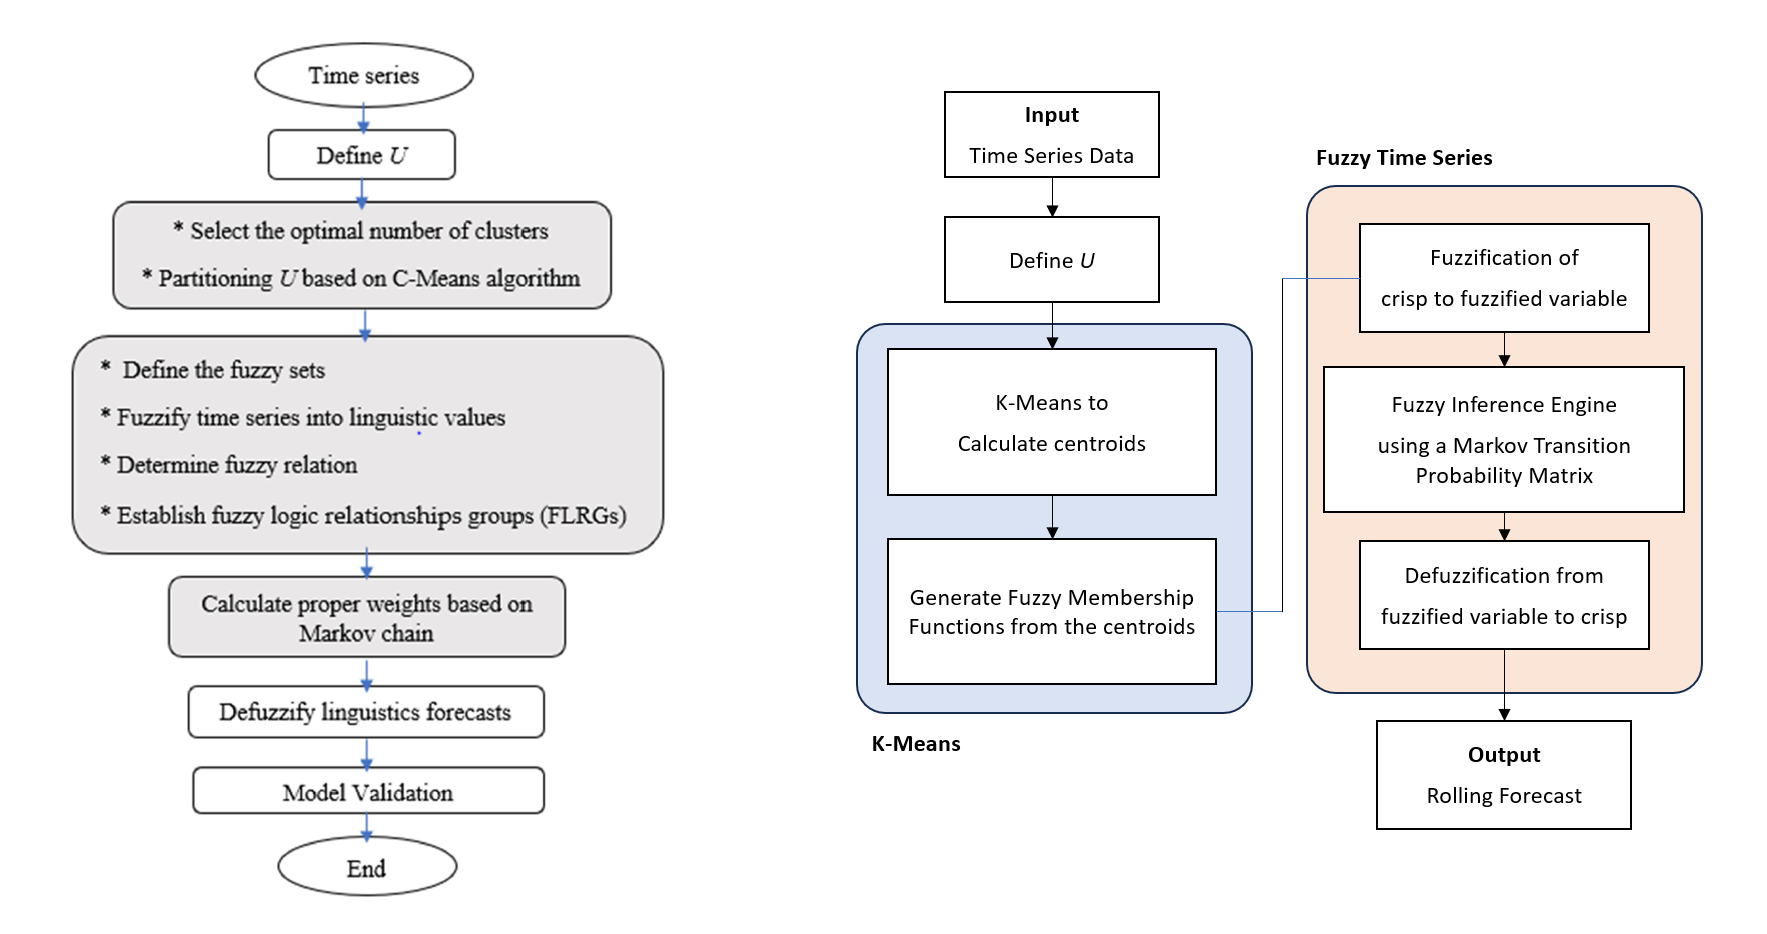 Time series
Define U
* Select the optimal number of clusters
* Partitioning U based on C-Means algorithm
* Define the fuzzy sets
* Fuzzify time series into linguistic values
* Determine fuzzy relation
* Establish fuzzy logic relationships groups (FLRGs)
Calculate proper weights based on
Markov chain
Defuzzify linguistics forecasts
Model Validation
End
Input
Time Series Data
Define U
K-Means to
Calculate centroids
Generate Fuzzy Membership
Functions from the centroids
K-Means
Fuzzy Time Series
Fuzzification of
crisp to fuzzified variable
Fuzzy Inference Engine
using a Markov Transition
Probability Matrix
Defuzzification from
fuzzified variable to crisp
Output
Rolling Forecast